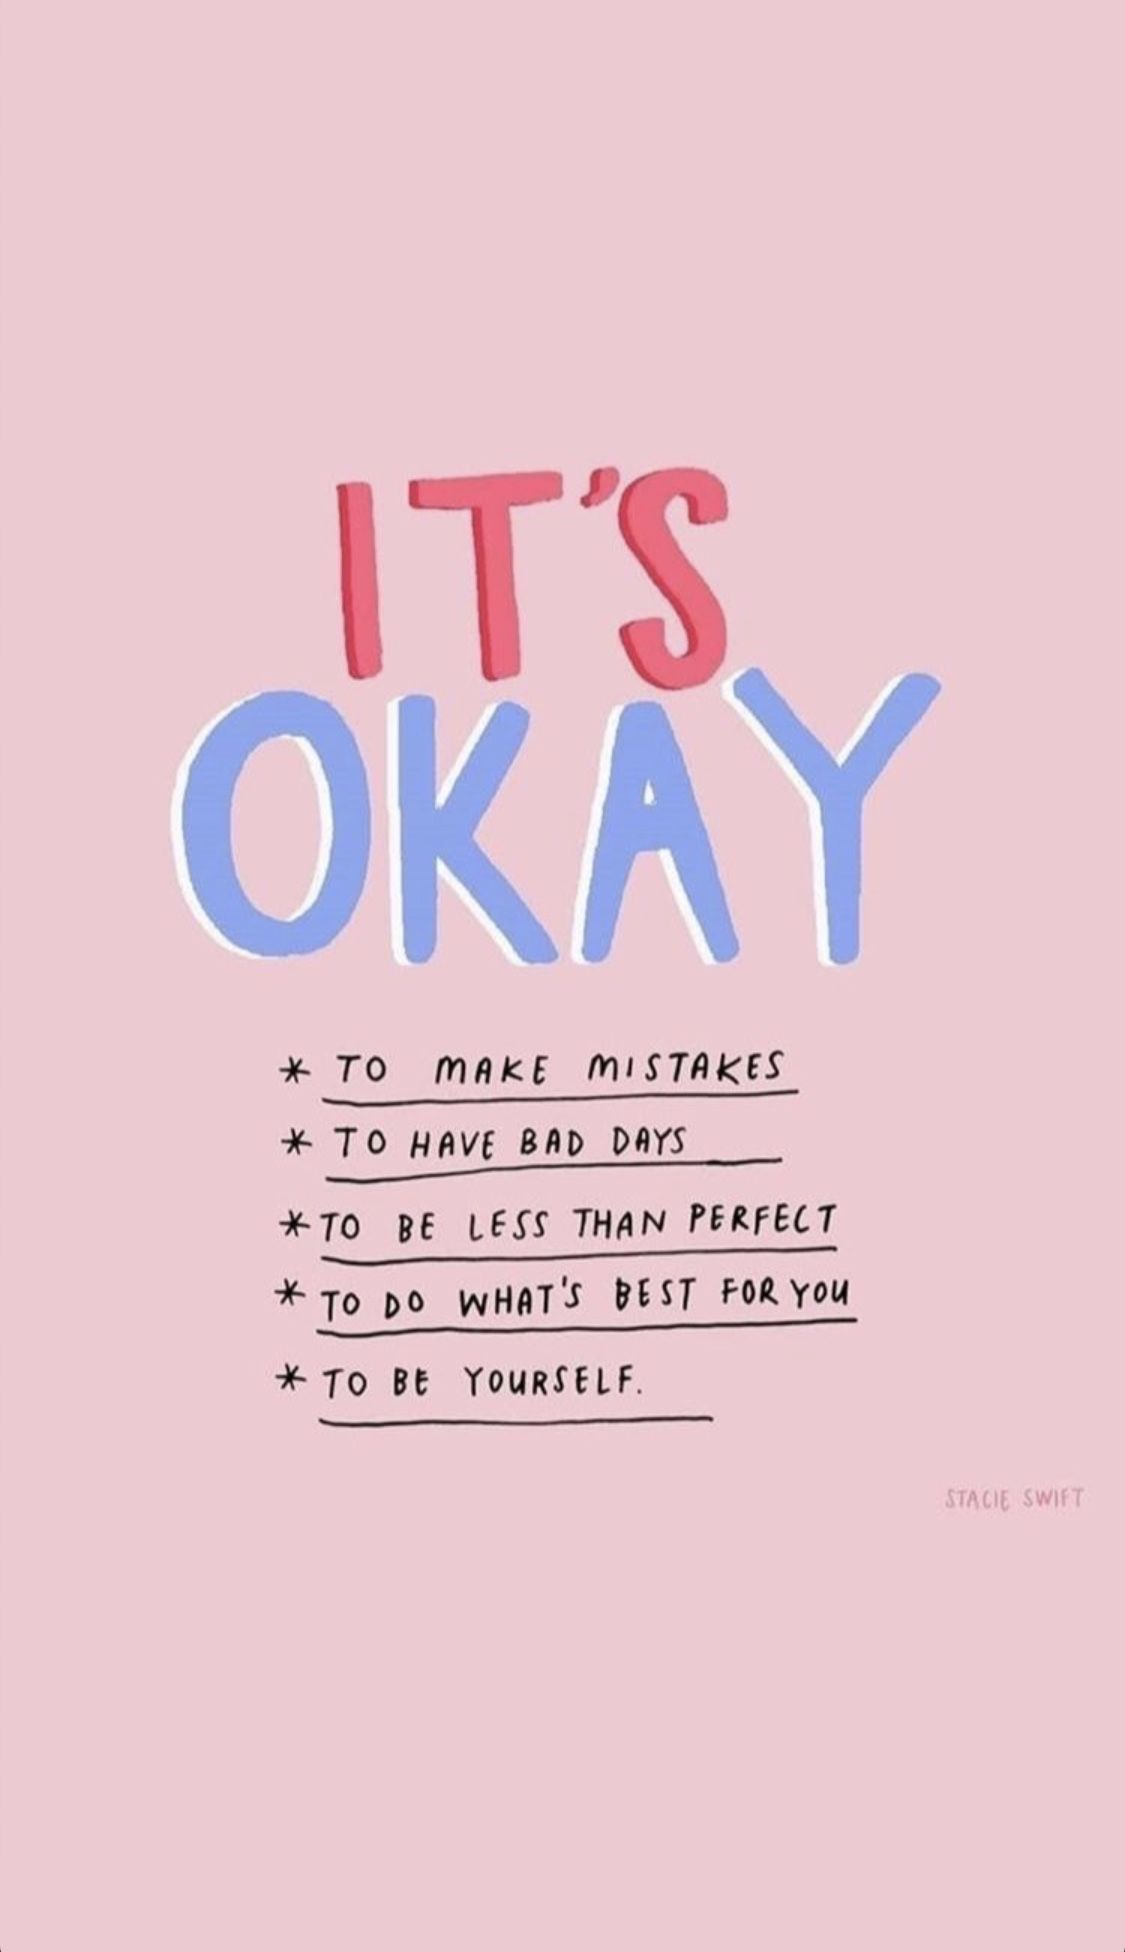 IT'S
OKAY
* TO MAKE MISTAKES
* TO HAVE BAD DAYS
* TO BE LESS THAN PERFECT
* TO DO WHAT'S BEST FOR YOU
* TO BE YOURSELF.
STACIE SWIFT